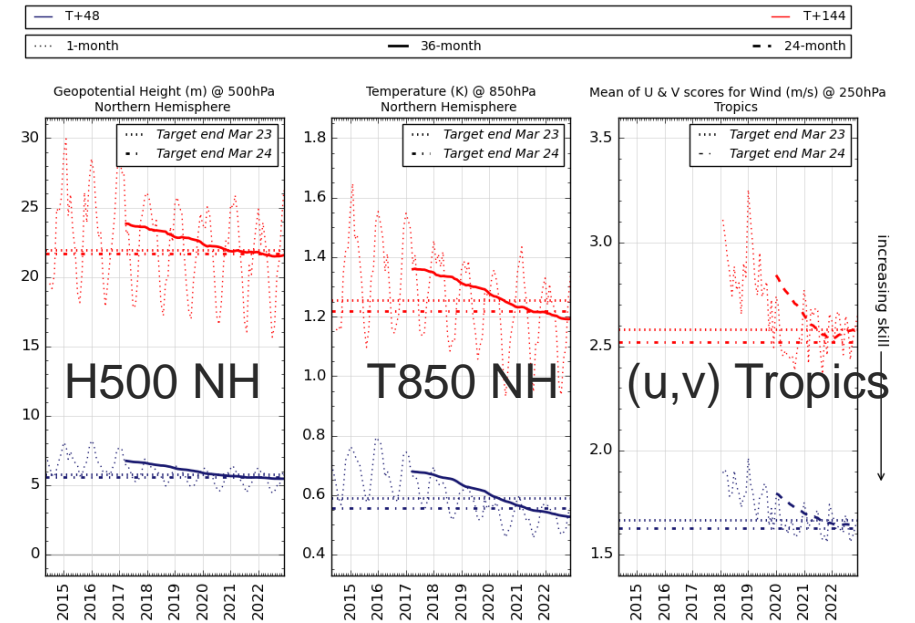 T+48 T+144
1-month 36-month 24-month
Geopotential Height (m) @ 500hPa
Northern Hemisphere
Target end Mar 23
Target end Mar 24
30
25
20
15
10
5
0
H500 NH
2015 2016 2017 2018 2019 2020 2021 2022
Temperature (K) @ 850hPa
Northern Hemisphere
Target end Mar 23
Target end Mar 24
1.8
1.6
1.4
1.2
1.0
0.8
0.6
0.4
T850 NH
2015 2016 2017 2018 2019 2020 2021 2022
Mean of U & V scores for Wind (m/s) @ 250hPa
Tropics
Target end Mar 23
Target end Mar 24
3.5
3.0
2.5
2.0
1.5
(u,v) Tropics
2015 2016 2017 2018 2019 2020 2021 2022
increasing skill